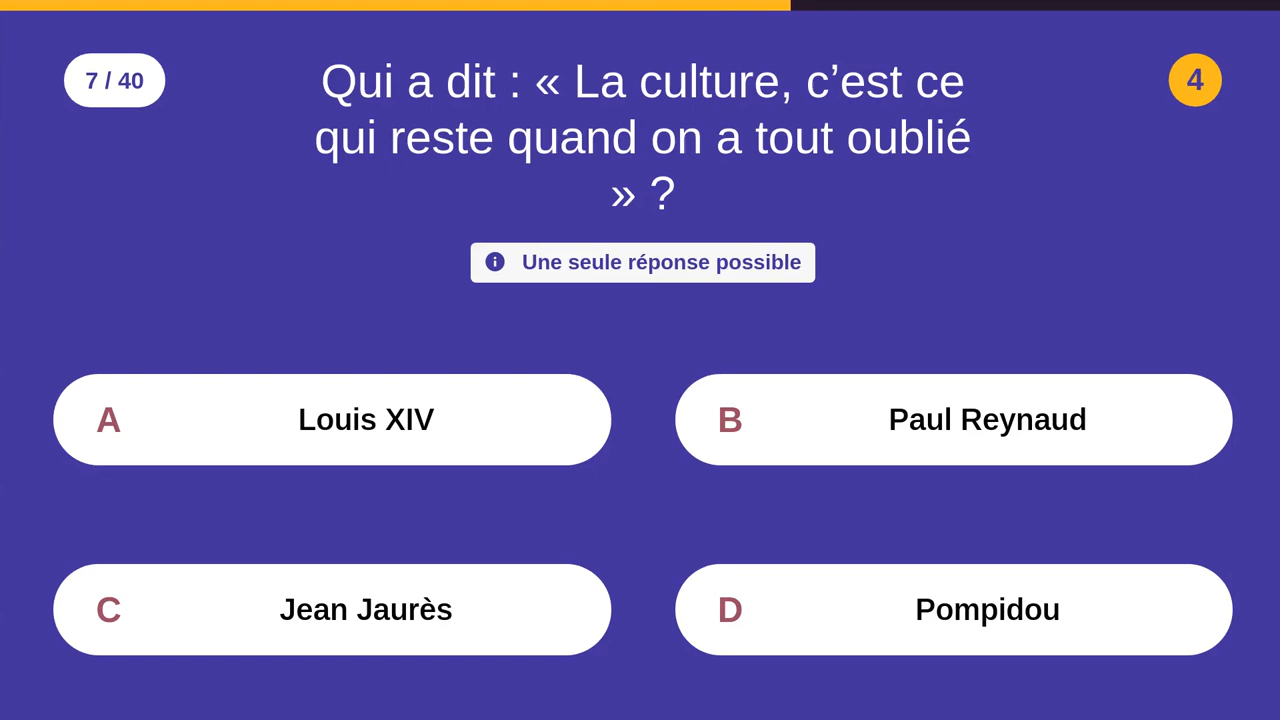 7 / 40
Qui a dit : « La culture, c’est ce
qui reste quand on a tout oublié
» ?
4
Une seule réponse possible
A Louis XIV
B Paul Reynaud
C Jean Jaurès
D Pompidou